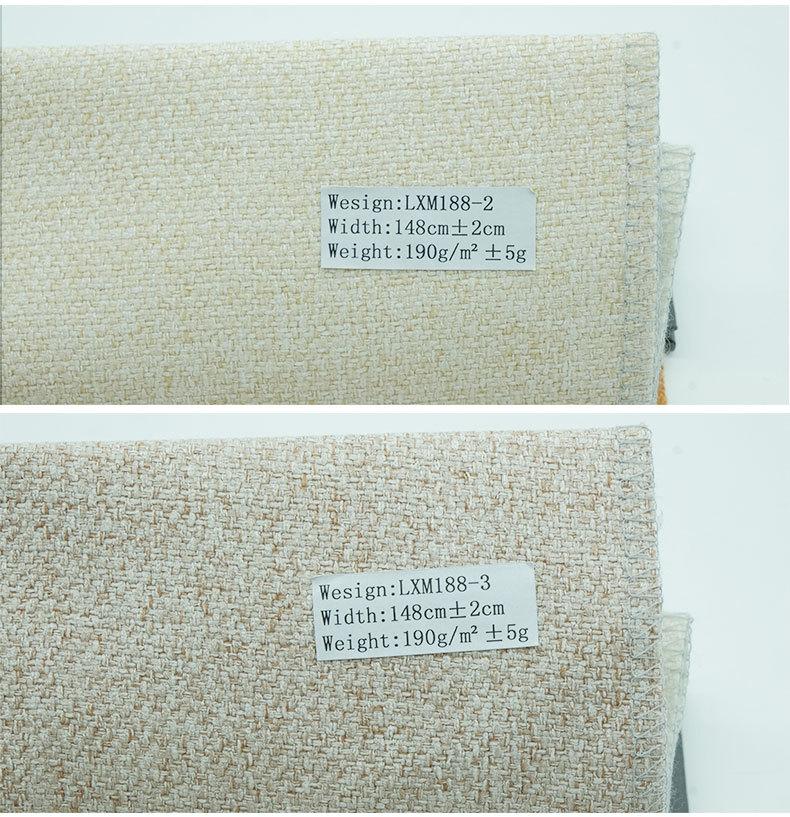 Wesign:LXM188-2
Width:148cm±2cm
Weight:190g/m² ±5g
Wesign:LXM188-3
Width:148cm±2cm
Weight:190g/m² ±5g